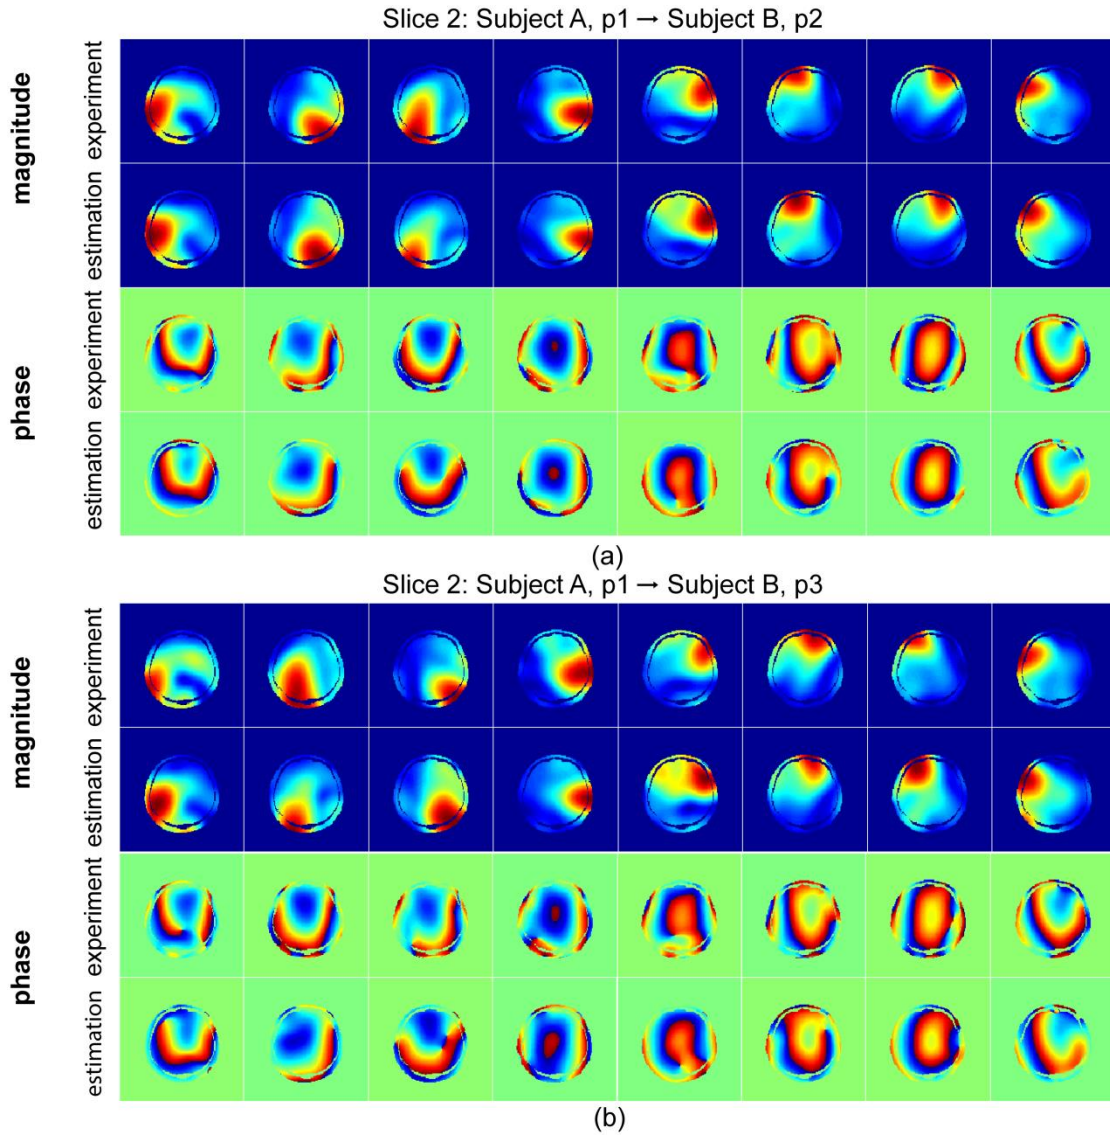 Slice 2: Subject A, p1 → Subject B, p2
magnitude
experiment
estimation
phase
experiment
estimation
(a)
Slice 2: Subject A, p1 → Subject B, p3
magnitude
experiment
estimation
phase
experiment
estimation
(b)